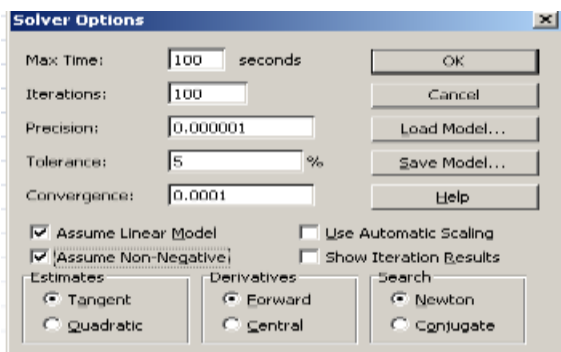 Solver Options
Max Time: 100 seconds OK
Iterations: 100 Cancel
Precision: 0.000001 Load Model...
Tolerance: 5 % Save Model...
Convergence: 0.0001 Help
Assume Linear Model Use Automatic Scaling
Assume Non-Negative Show Iteration Results
Estimates Derivatives Search
Tangent Forward Newton
Quadratic Central Conjugate